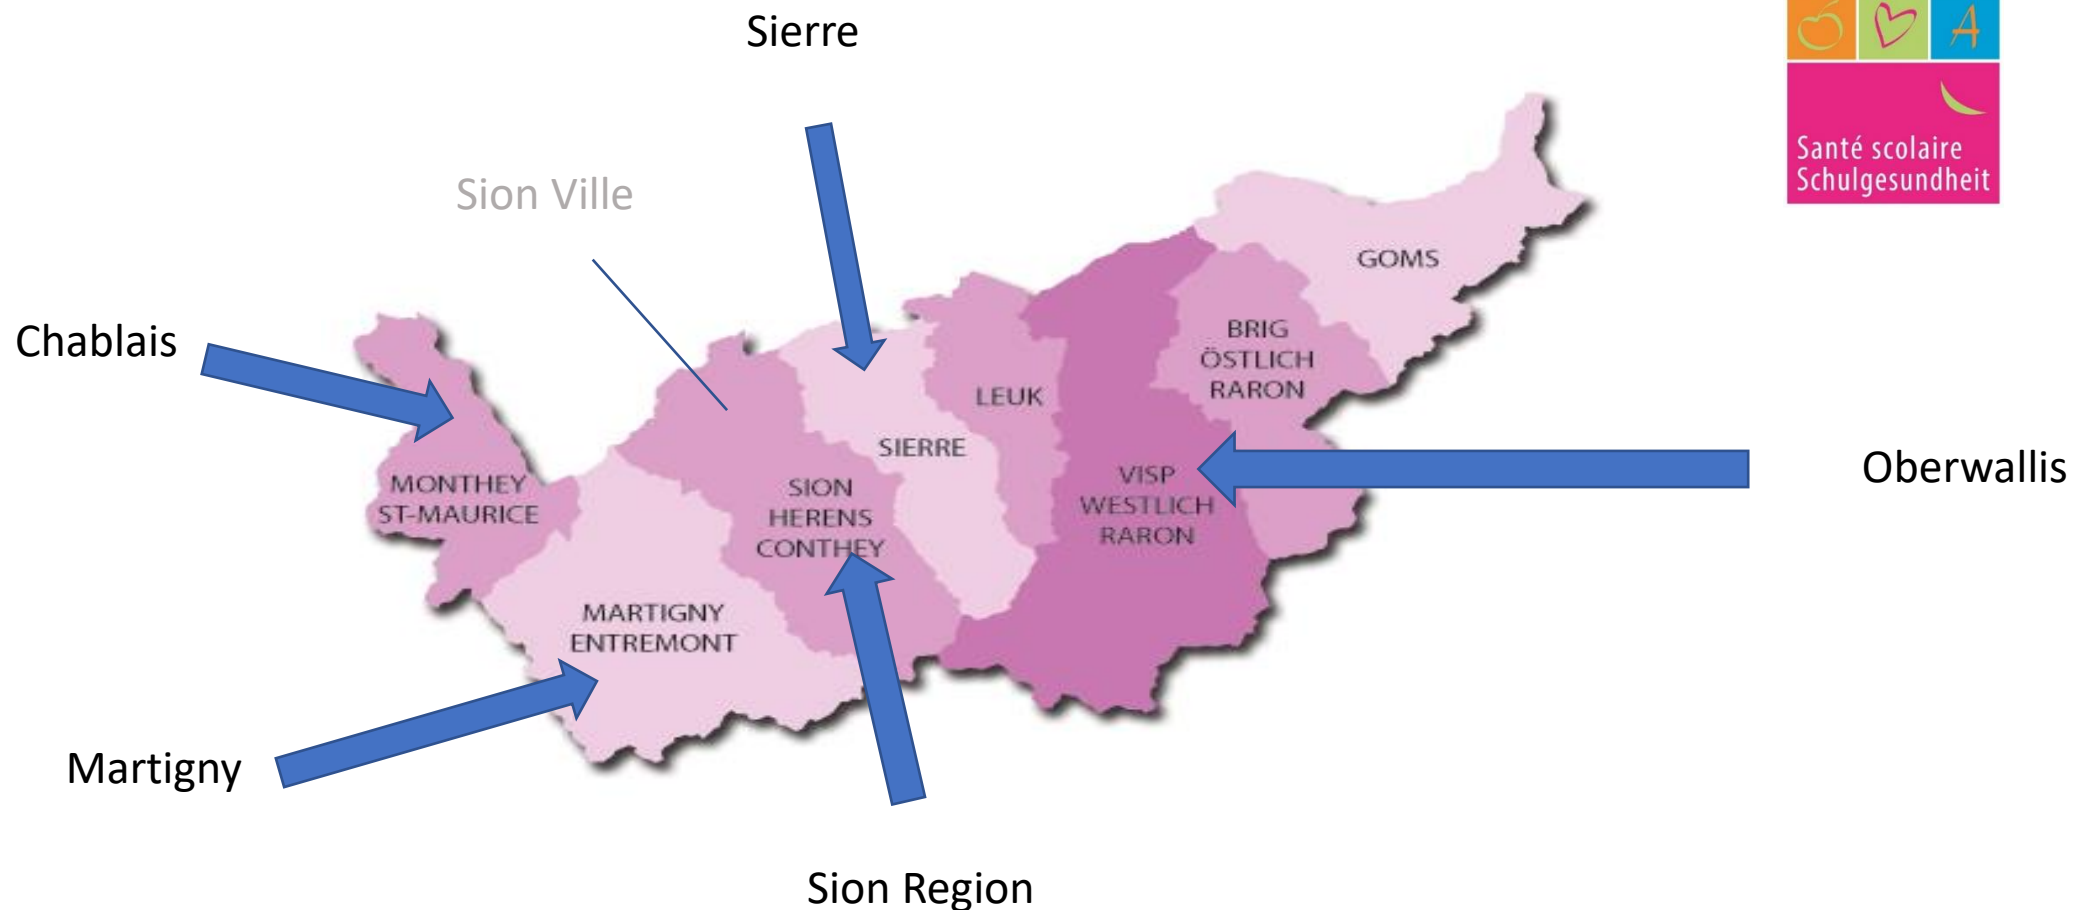 Sierre
Santé scolaire
Schulgesundheit
Sion Ville
GOMS
Chablais
BRIG
ÖSTLICH
RARON
LEUK
SIERRE
MONTHEY
ST-MAURICE
SION
HERENS
CONTHEY
VISP
WESTLICH
RARON
Oberwallis
MARTIGNY
ENTREMONT
Martigny
Sion Region